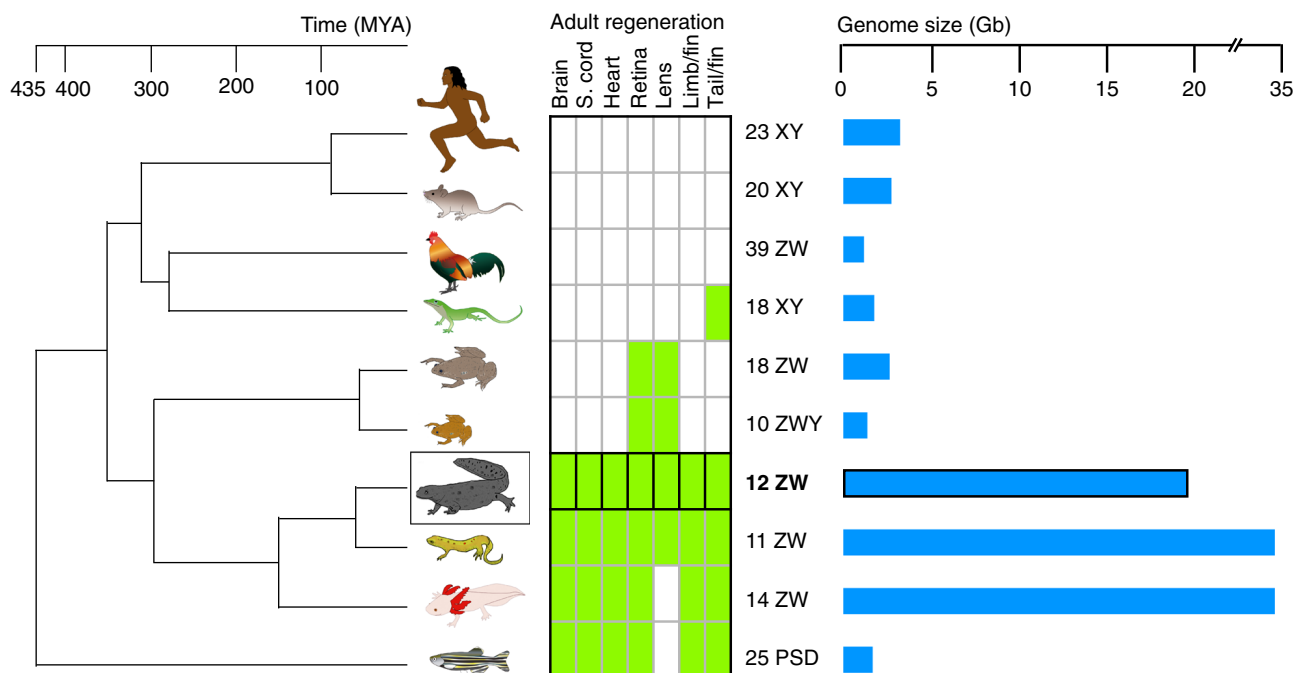 Time (MYA)
435 400 300 200 100
Adult regeneration
Brain
S. cord
Heart
Retina
Lens
Limb/fin
Tail/fin
Genome size (Gb)
0 5 10 15 20 35
23 XY
20 XY
39 ZW
18 XY
18 ZW
10 ZWY
12 ZW
11 ZW
14 ZW
25 PSD